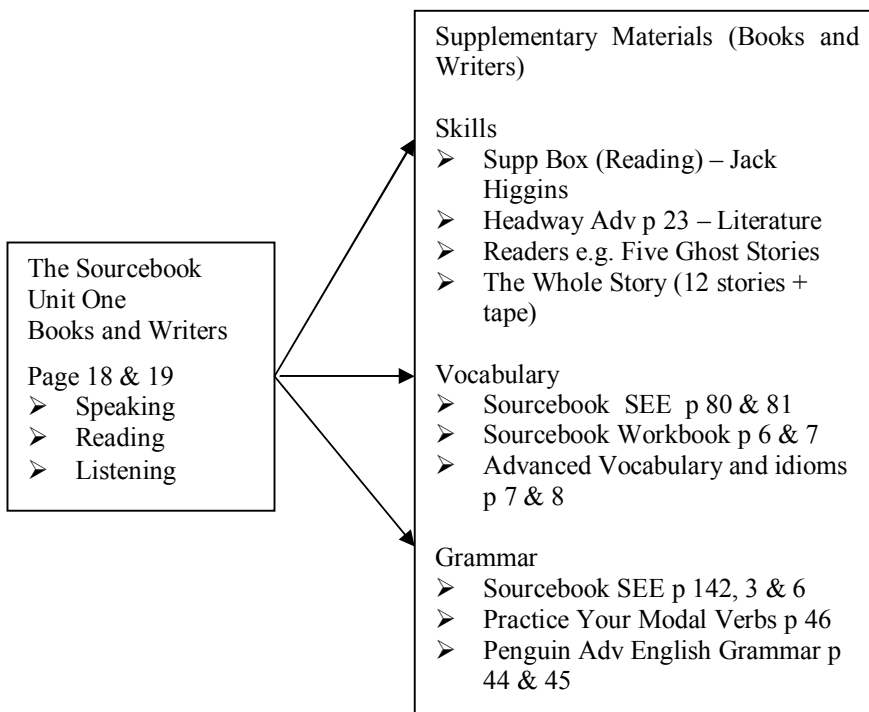 The Sourcebook
Unit One
Books and Writers
Page 18 & 19
➢ Speaking
➢ Reading
➢ Listening
Supplementary Materials (Books and
Writers)
Skills
➢ Supp Box (Reading) – Jack
Higgins
➢ Headway Adv p 23 – Literature
➢ Readers e.g. Five Ghost Stories
➢ The Whole Story (12 stories +
tape)
Vocabulary
➢ Sourcebook SEE p 80 & 81
➢ Sourcebook Workbook p 6 & 7
➢ Advanced Vocabulary and idioms
p 7 & 8
Grammar
➢ Sourcebook SEE p 142, 3 & 6
➢ Practice Your Modal Verbs p 46
➢ Penguin Adv English Grammar p
44 & 45